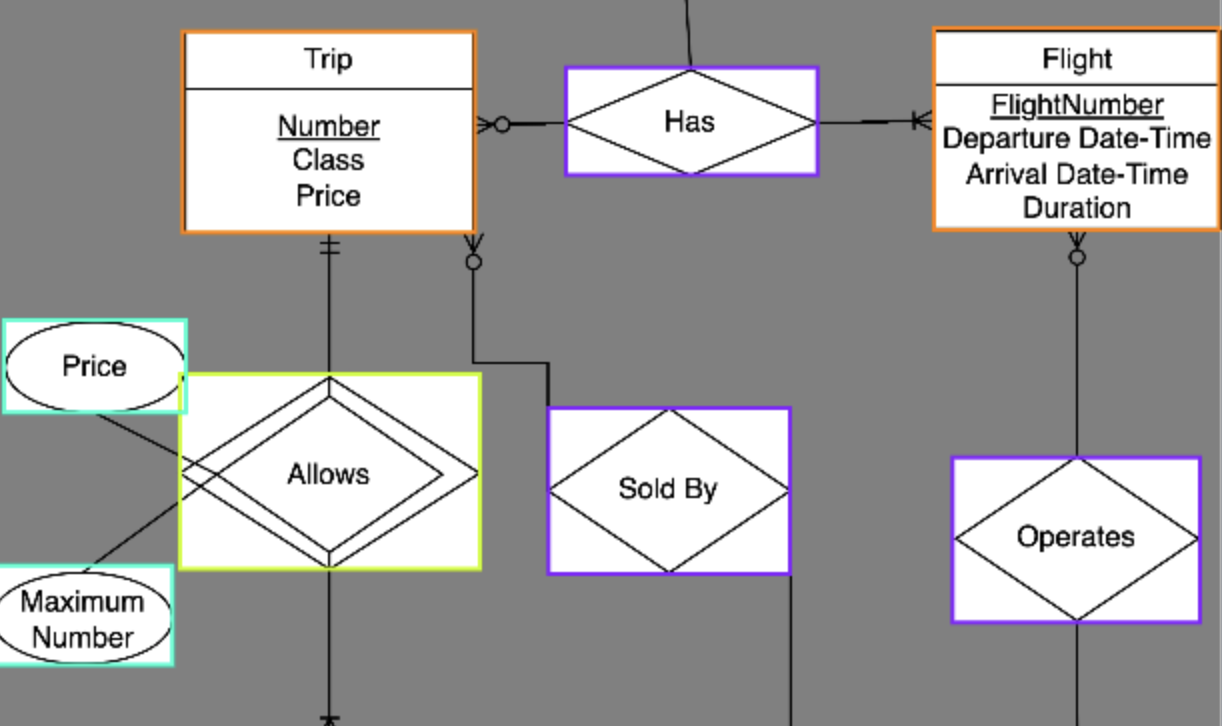 Trip
Number
Class
Price
Has
Flight
FlightNumber
Departure Date-Time
Arrival Date-Time
Duration
Price
Allows
Sold By
Operates
Maximum
Number